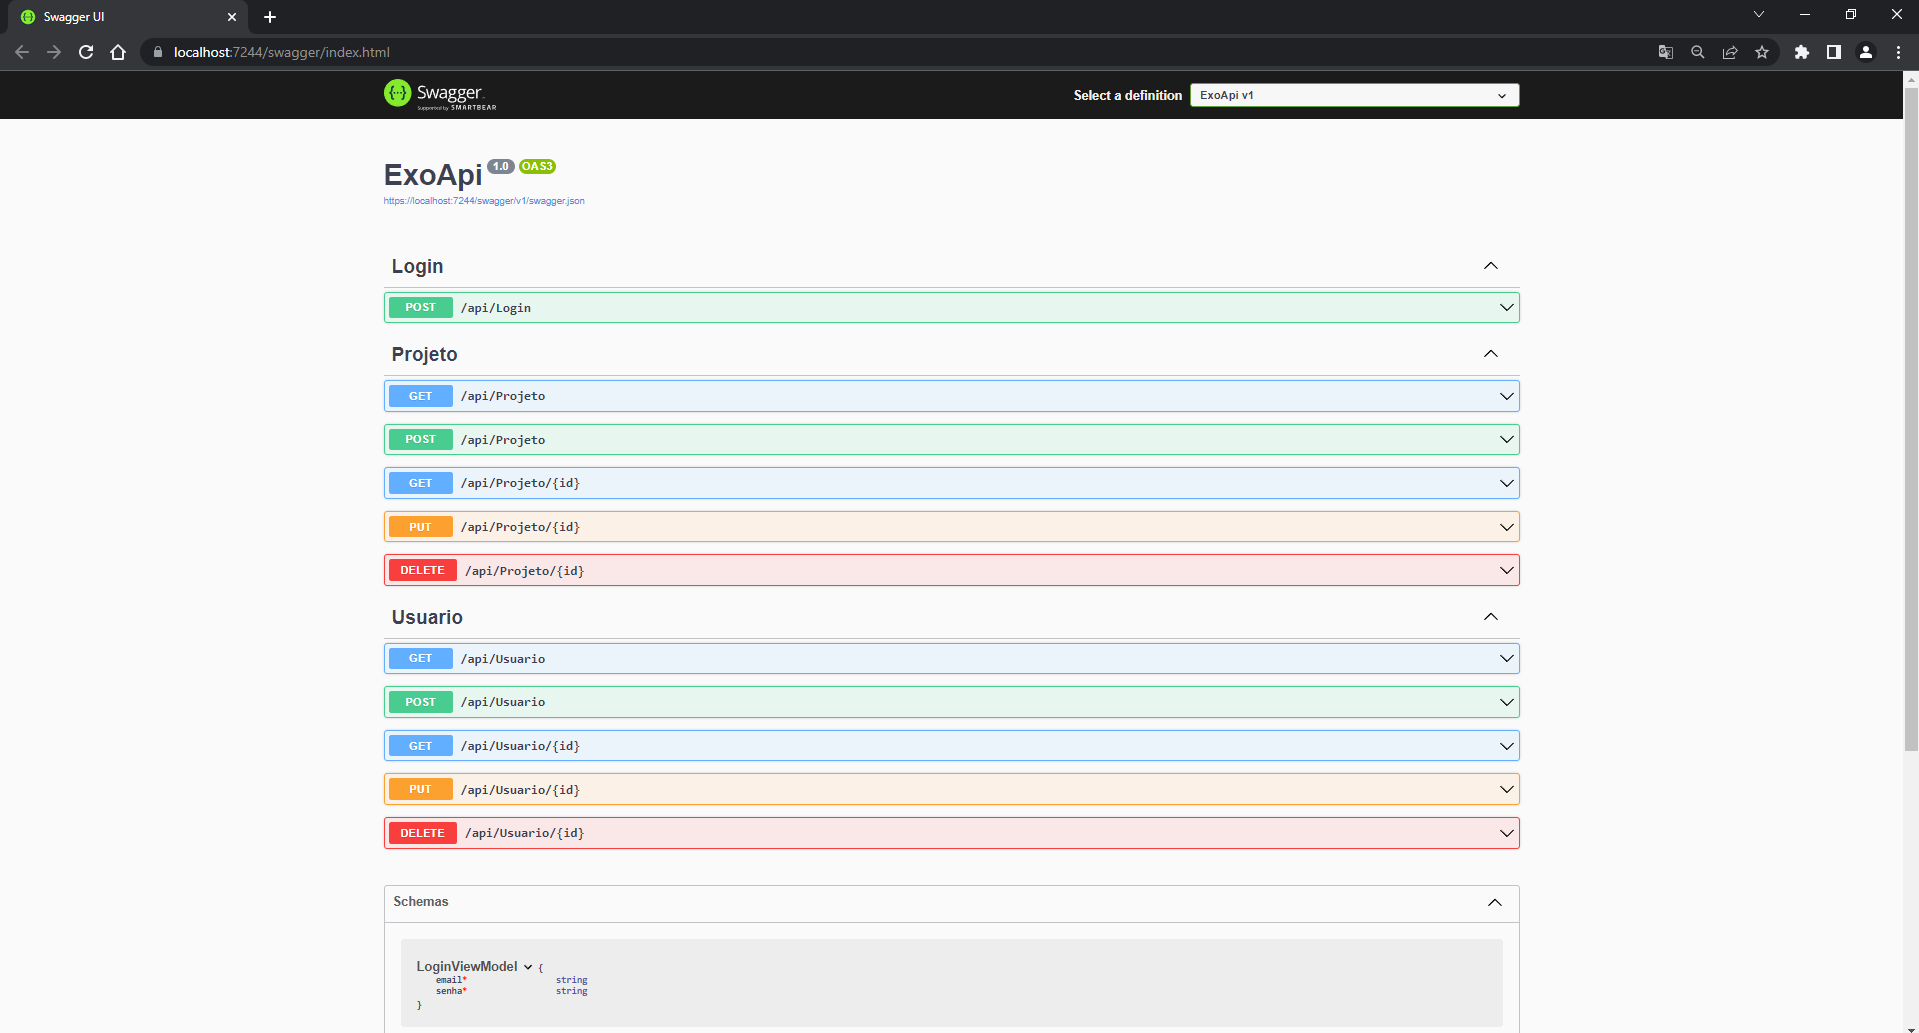 Swagger UI
localhost:7244/swagger/index.html
Swagger
Supported by SMARTBEAR
Select a definition
ExoApi v1
ExoApi 1.0 OAS3
https://localhost:7244/swagger/v1/swagger.json
Login
POST /api/Login
Projeto
GET /api/Projeto
POST /api/Projeto
GET /api/Projeto/{id}
PUT /api/Projeto/{id}
DELETE /api/Projeto/{id}
Usuario
GET /api/Usuario
POST /api/Usuario
GET /api/Usuario/{id}
PUT /api/Usuario/{id}
DELETE /api/Usuario/{id}
Schemas
LoginViewModel {
email* string
senha* string
}